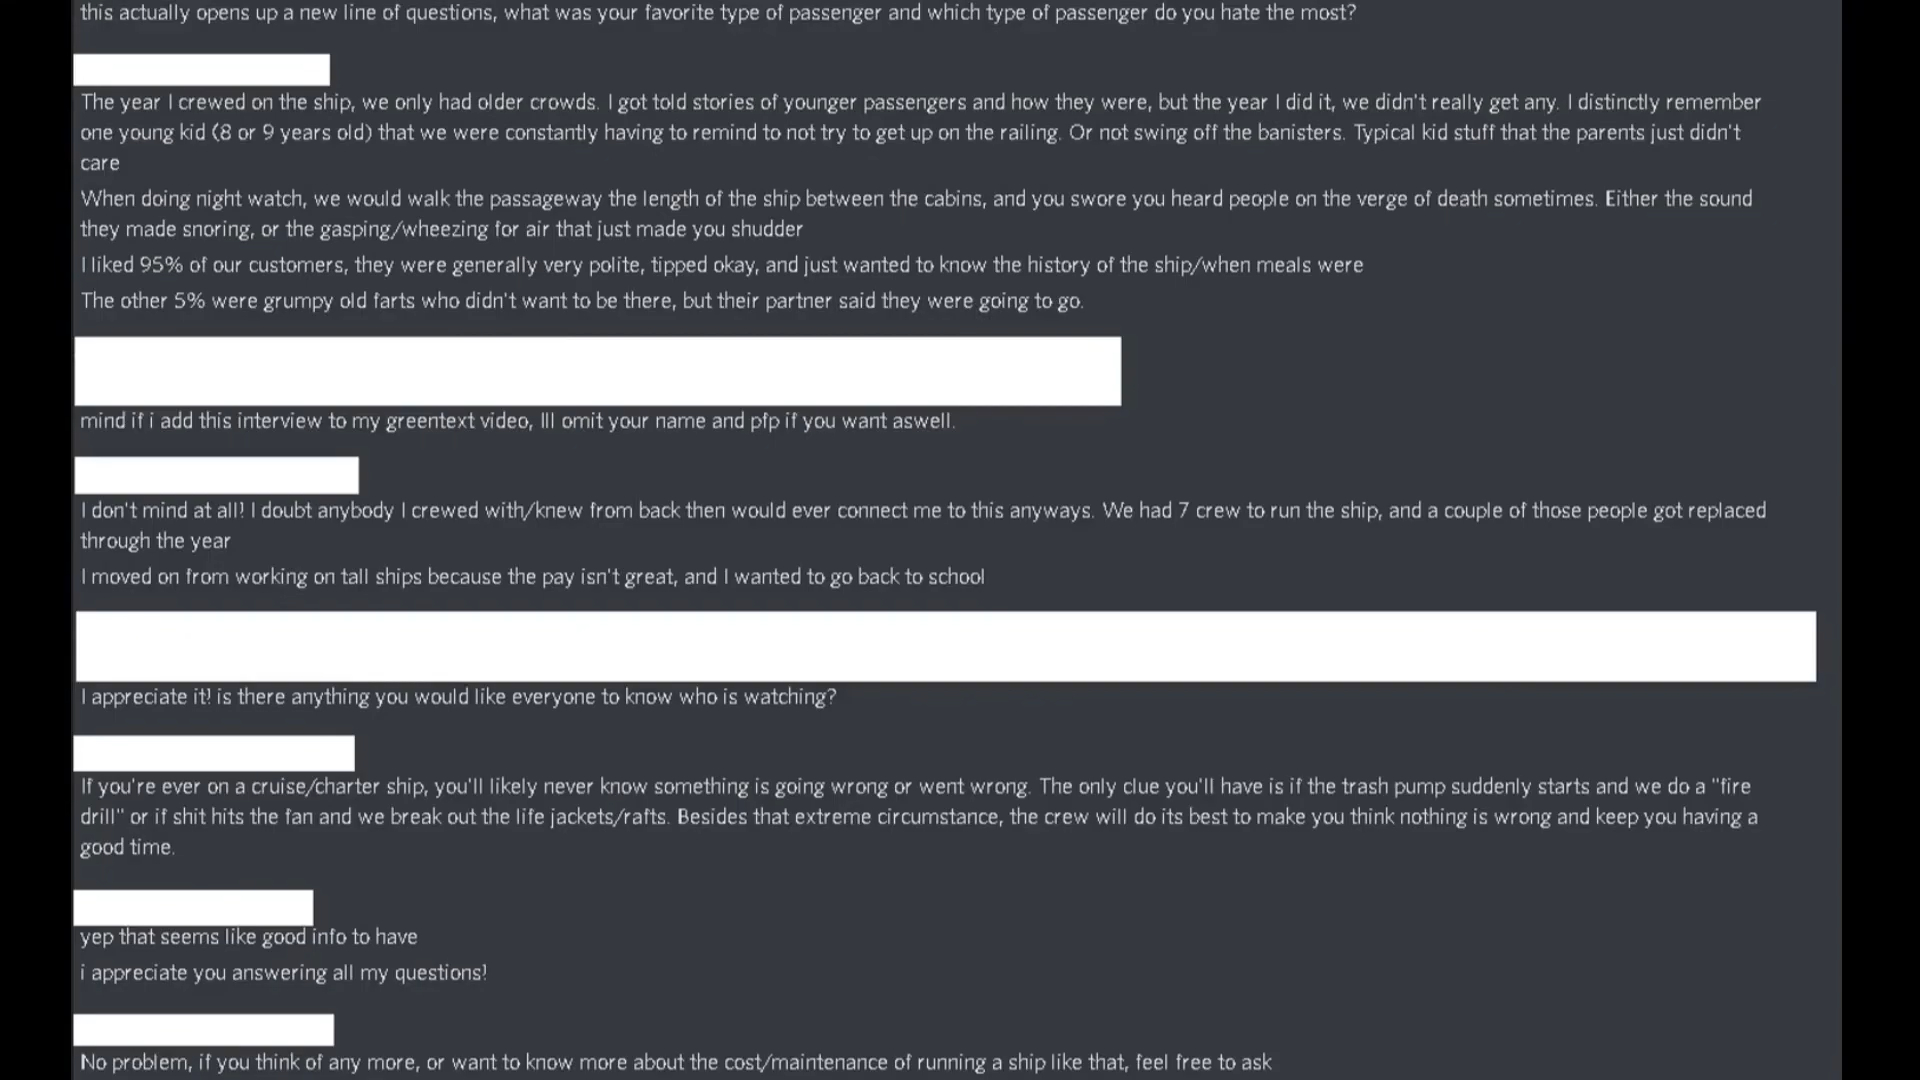 this actually opens up a new line of questions, what was your favorite type of passenger and which type of passenger do you hate the most?
The year I crewed on the ship, we only had older crowds. I got told stories of younger passengers and how they were, but the year I did it, we didn't really get any. I distinctly remember
one young kid (8 or 9 years old) that we were constantly having to remind to not try to get up on the railing. Or not swing off the banisters. Typical kid stuff that the parents just didn't
care
When doing night watch, we would walk the passageway the length of the ship between the cabins, and you swore you heard people on the verge of death sometimes. Either the sound
they made snoring, or the gasping/wheezing for air that just made you shudder
I liked 95% of our customers, they were generally very polite, tipped okay, and just wanted to know the history of the ship/when meals were
The other 5% were grumpy old farts who didn't want to be there, but their partner said they were going to go.
mind if i add this interview to my greentext video, Ill omit your name and pfp if you want aswell.
I don't mind at all! I doubt anybody I crewed with/knew from back then would ever connect me to this anyways. We had 7 crew to run the ship, and a couple of those people got replaced
through the year
I moved on from working on tall ships because the pay isn't great, and I wanted to go back to school
I appreciate it! is there anything you would like everyone to know who is watching?
If you're ever on a cruise/charter ship, you'll likely never know something is going wrong or went wrong. The only clue you'll have is if the trash pump suddenly starts and we do a "fire
drill" or if shit hits the fan and we break out the life jackets/rafts. Besides that extreme circumstance, the crew will do its best to make you think nothing is wrong and keep you having a
good time.
yep that seems like good info to have
i appreciate you answering all my questions!
No problem, if you think of any more, or want to know more about the cost/maintenance of running a ship like that, feel free to ask